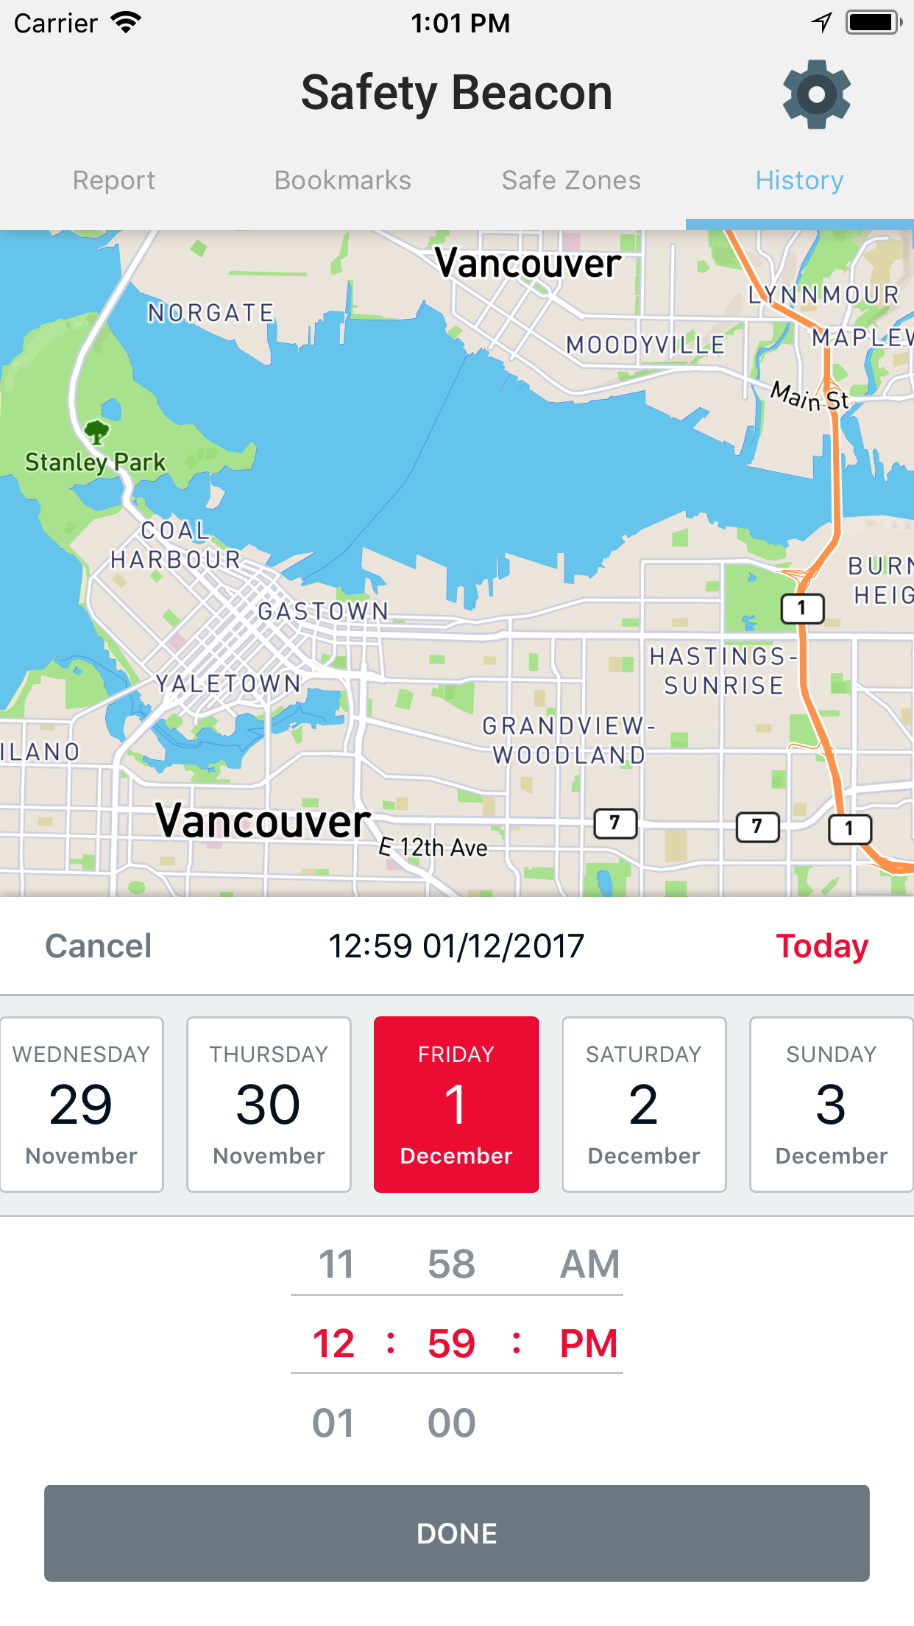 Carrier 1:01 PM
Safety Beacon
Report Bookmarks Safe Zones History
Vancouver
LYNNMOUR
NORGATE
MOODYVILLE
MAPLEW
Main St
Stanley Park
COAL
HARBOUR
BURN
HEIG
1
GASTOWN
HASTINGS-
SUNRISE
YALETOWN
GRANDVIEW-
WOODLAND
ILANO
Vancouver
7
7
1
E 12th Ave
Cancel 12:59 01/12/2017 Today
WEDNESDAY THURSDAY FRIDAY SATURDAY SUNDAY
29 30 1 2 3
November November December December December
11 58 AM
12 : 59 : PM
01 00
DONE